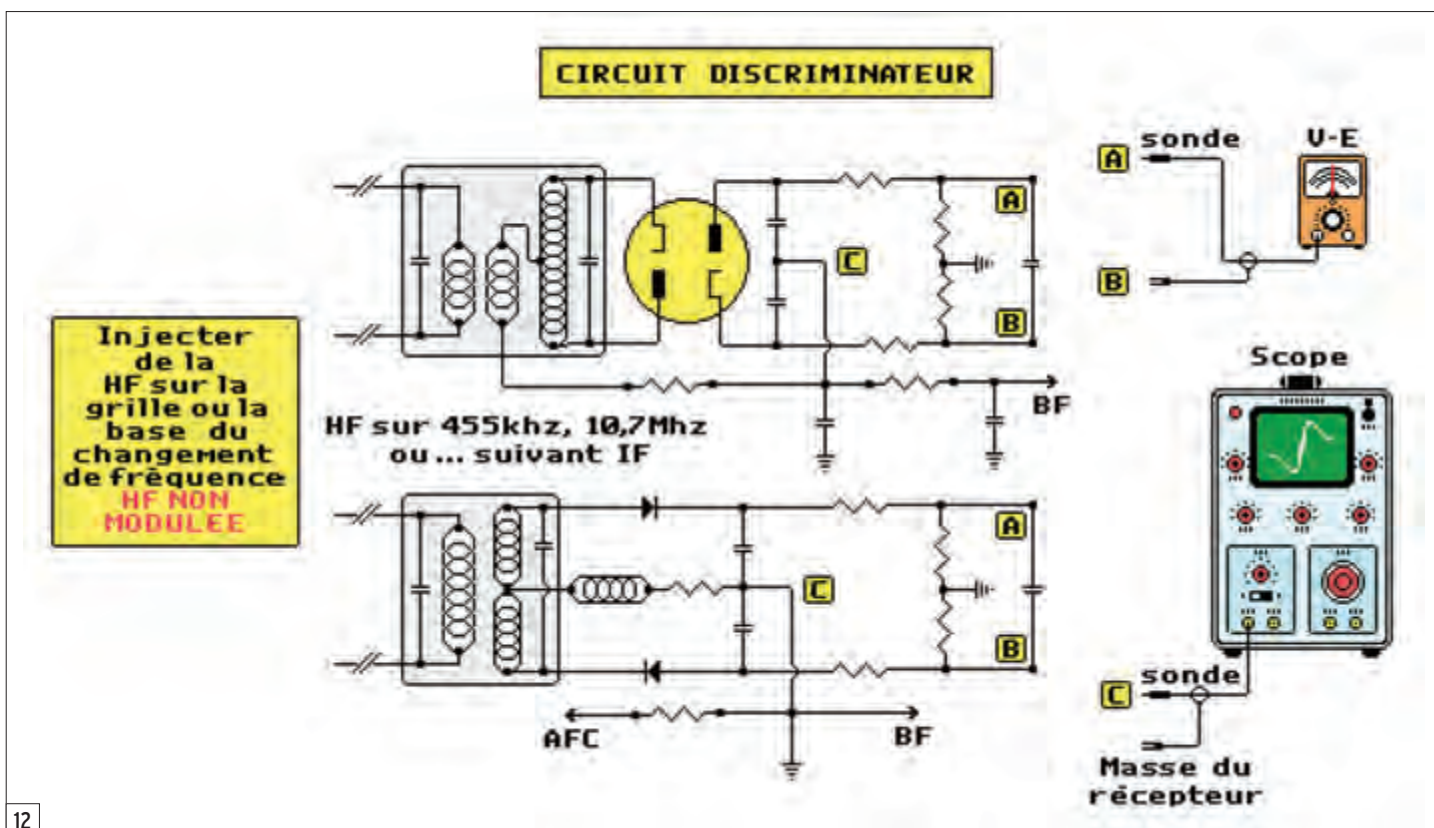 CIRCUIT DISCRIMINATEUR
Injecter
de la
HF sur la
grille ou la
base du
changement
de frèquence
HF NON
MODULEE
A
C
B
BF
HF sur 455khz, 10,7Mhz
ou ... suivant IF
A
C
B
AFC
BF
A
sonde
V-E
B
Scope
C
sonde
Masse du
récepteur
12